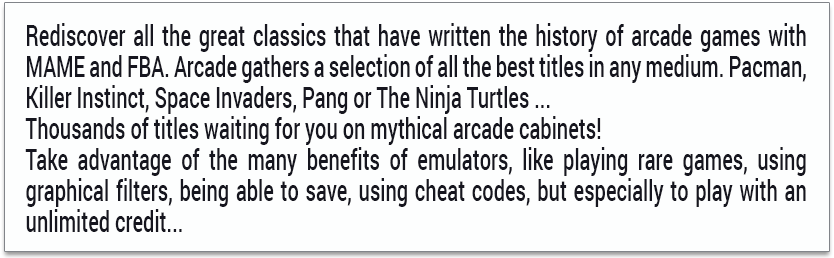 Rediscover all the great classics that have written the history of arcade games with
MAME and FBA. Arcade gathers a selection of all the best titles in any medium. Pacman,
Killer Instinct, Space Invaders, Pang or The Ninja Turtles ...
Thousands of titles waiting for you on mythical arcade cabinets!
Take advantage of the many benefits of emulators, like playing rare games, using
graphical filters, being able to save, using cheat codes, but especially to play with an
unlimited credit...